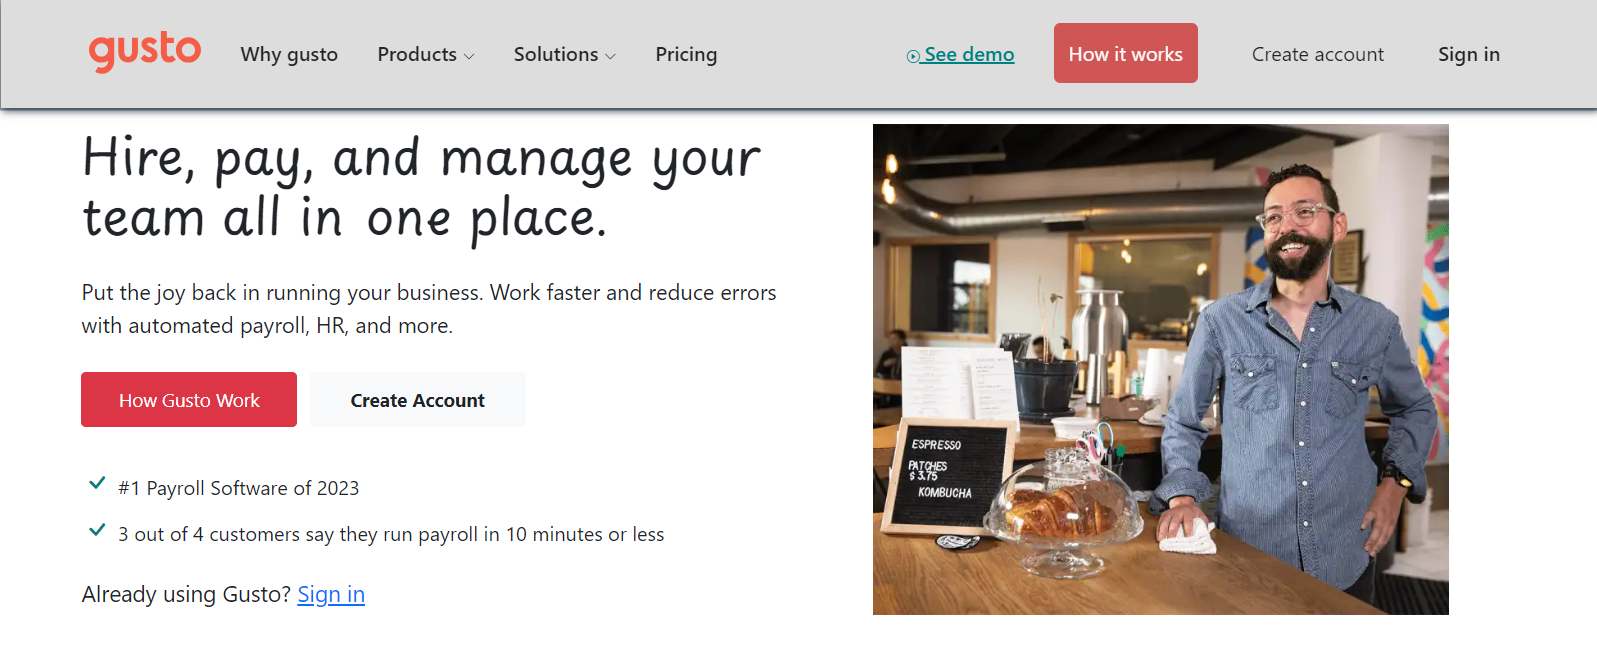 gusto
Why gusto
Products
Solutions
Pricing
See demo
How it works
Create account
Sign in
Hire, pay, and manage your
team all in one place.
Put the joy back in running your business. Work faster and reduce errors
with automated payroll, HR, and more.
How Gusto Work
Create Account
#1 Payroll Software of 2023
3 out of 4 customers say they run payroll in 10 minutes or less
Already using Gusto? Sign in
ESPRESSO
PATCHES
$ 3.75
KOMBUCHA